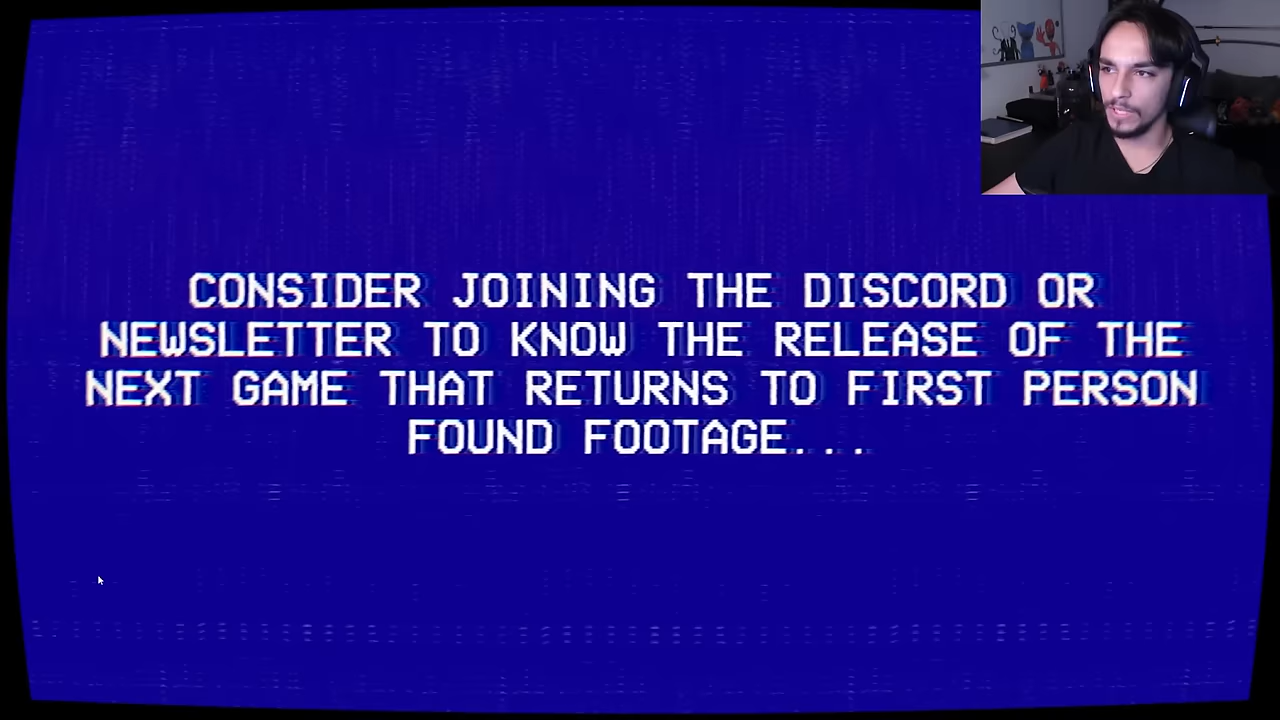 CONSIDER JOINING THE DISCORD OR
NEWSLETTER TO KNOW THE RELEASE OF THE
NEXT GAME THAT RETURNS TO FIRST PERSON
FOUND FOOTAGE...